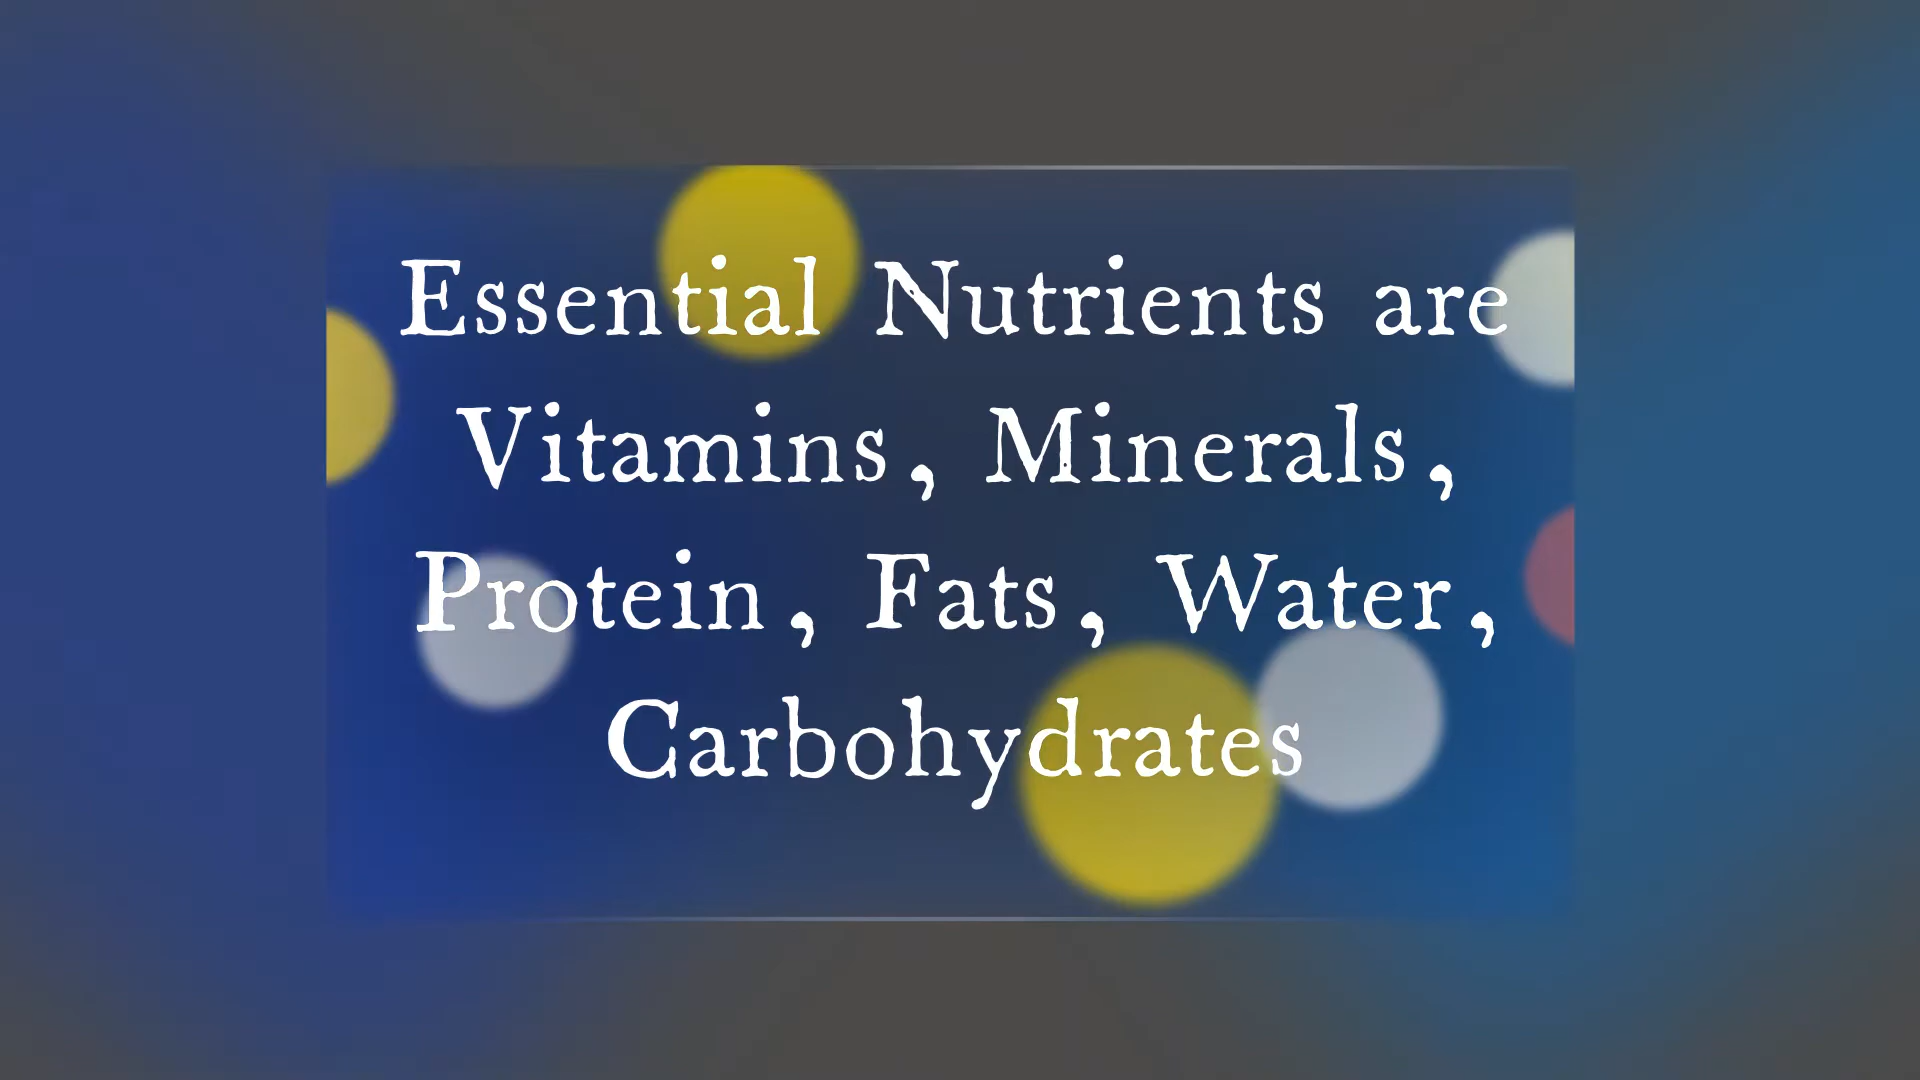 Essential Nutrients are
Vitamins, Minerals,
Protein, Fats, Water,
Carbohydrates